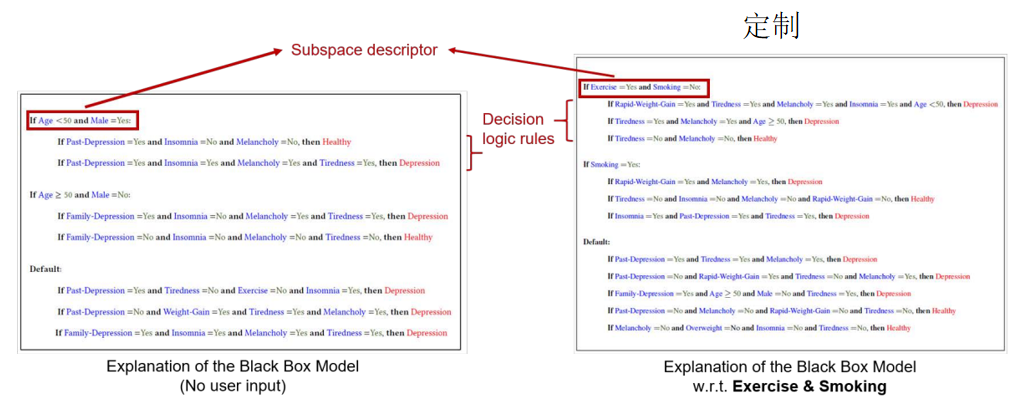 定制
Subspace descriptor
If Age <50 and Male =Yes:
If Past-Depression =Yes and Insomnia =No and Melancholy =No, then Healthy
If Past-Depression =Yes and Insomnia =Yes and Melancholy =Yes and Tiredness =Yes, then Depression
If Age ≥ 50 and Male =No:
If Family-Depression =Yes and Insomnia =No and Melancholy =Yes and Tiredness =Yes, then Depression
If Family-Depression =No and Insomnia =No and Melancholy =No and Tiredness =No, then Healthy
Default:
If Past-Depression =Yes and Tiredness =No and Exercise =No and Insomnia =Yes, then Depression
If Past-Depression =No and Weight-Gain =Yes and Tiredness =Yes and Melancholy =Yes, then Depression
If Family-Depression =Yes and Insomnia =Yes and Melancholy =Yes and Tiredness =Yes, then Depression
Explanation of the Black Box Model
(No user input)
Decision
logic rules
If Exercise =Yes and Smoking =No:
If Rapid-Weight-Gain =Yes and Tiredness =Yes and Melancholy =Yes and Insomnia =Yes and Age <50, then Depression
If Tiredness =Yes and Melancholy =Yes and Age ≥ 50, then Depression
If Tiredness =No and Melancholy =No, then Healthy
If Smoking =Yes:
If Rapid-Weight-Gain =Yes and Melancholy =Yes, then Depression
If Tiredness =No and Insomnia =No and Melancholy =No and Rapid-Weight-Gain =No, then Healthy
If Insomnia =Yes and Past-Depression =Yes and Tiredness =Yes, then Depression
Default:
If Past-Depression =Yes and Tiredness =Yes and Melancholy =Yes, then Depression
If Past-Depression =No and Rapid-Weight-Gain =Yes and Tiredness =No and Melancholy =Yes, then Depression
If Family-Depression =Yes and Age ≥ 50 and Male =No and Tiredness =Yes, then Depression
If Past-Depression =No and Melancholy =No and Rapid-Weight-Gain =No and Tiredness =No, then Healthy
If Melancholy =No and Overweight =No and Insomnia =No and Tiredness =No, then Healthy
Explanation of the Black Box Model
w.r.t. Exercise & Smoking